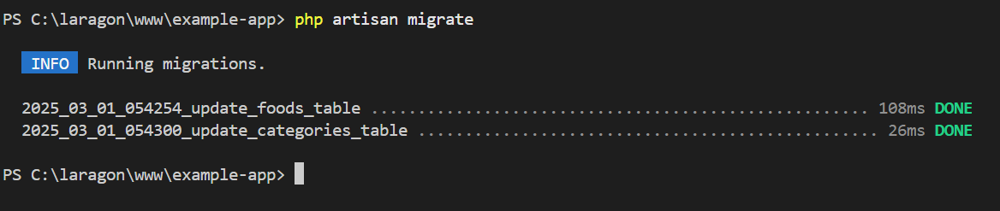 PS C:\laragon\www\example-app> php artisan migrate
INFO Running migrations.
2025_03_01_054254_update_foods_table ..................................................... 108ms DONE
2025_03_01_054300_update_categories_table ................................................. 26ms DONE
PS C:\laragon\www\example-app>